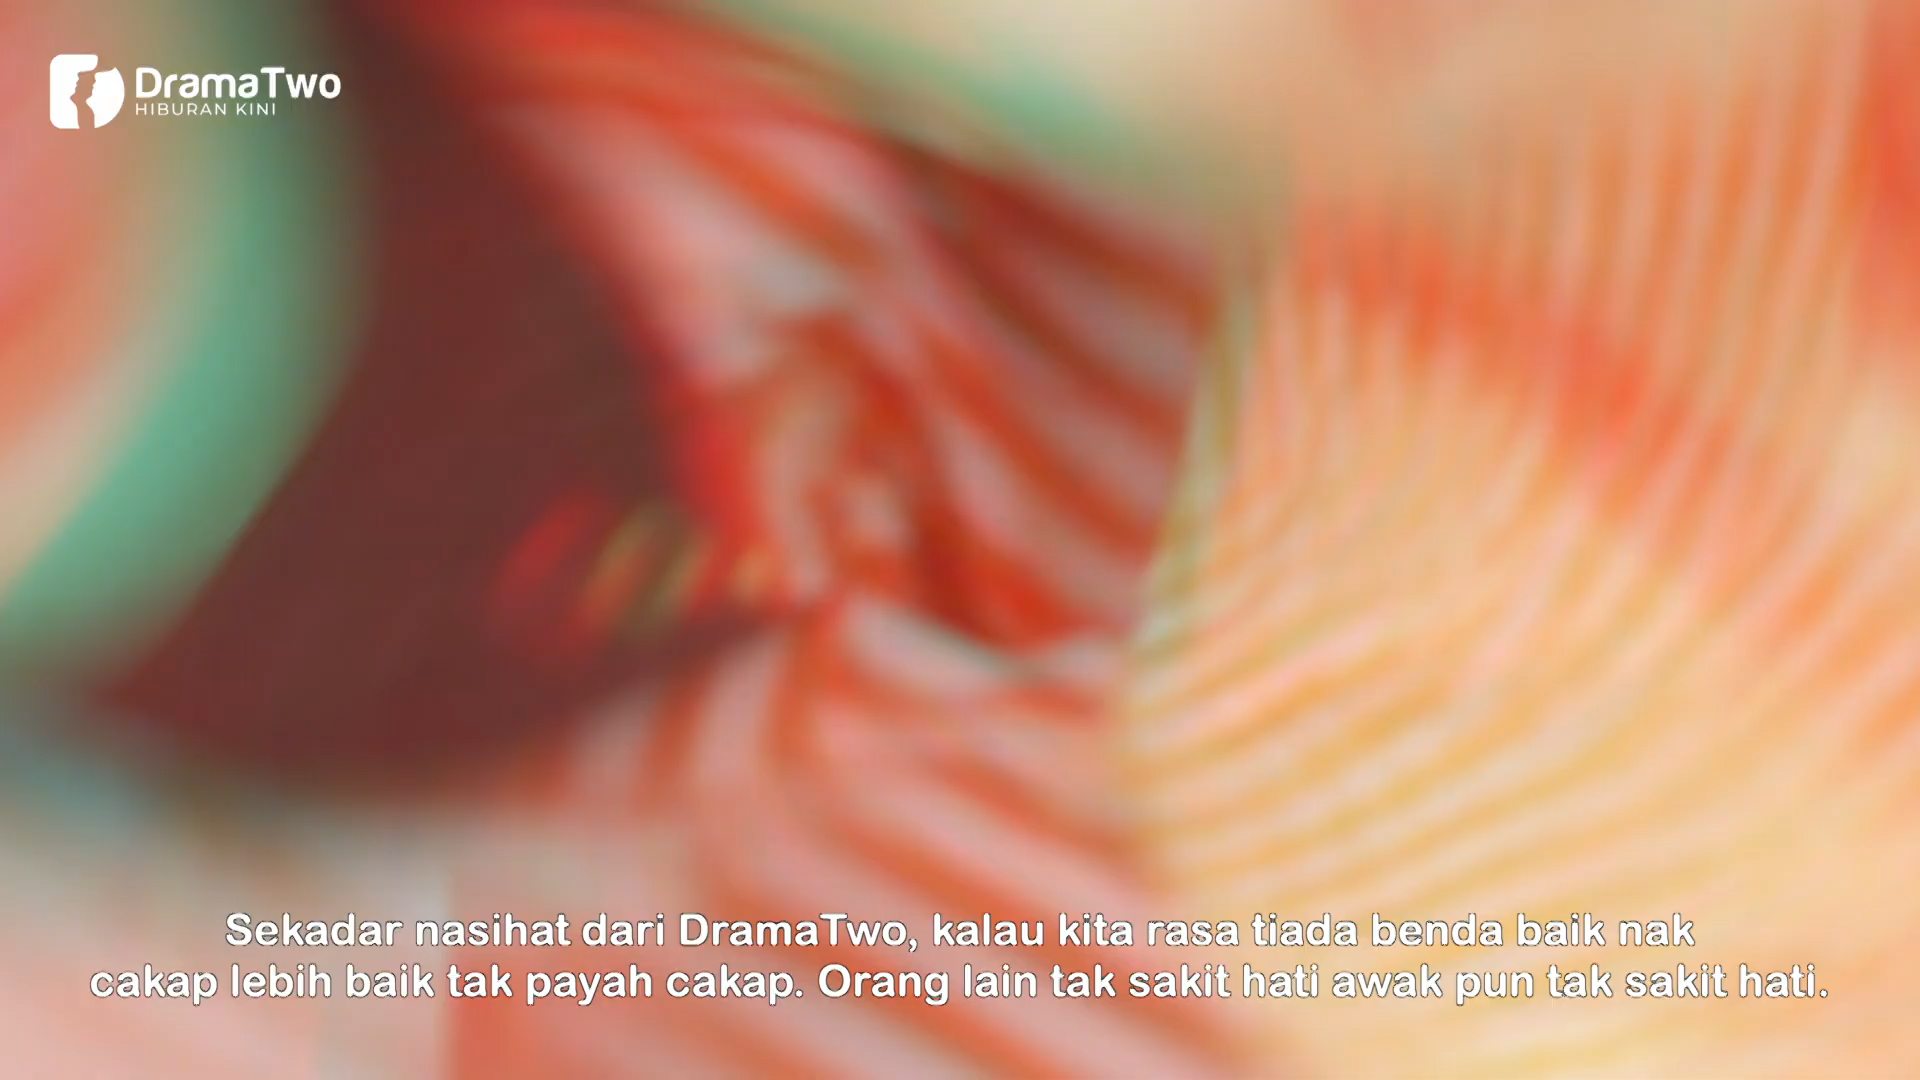 DramaTwo
HIBURAN KINI
Sekadar nasihat dari DramaTwo, kalau kita rasa tiada benda baik nak
cakap lebih baik tak payah cakap. Orang lain tak sakit hati awak pun tak sakit hati.